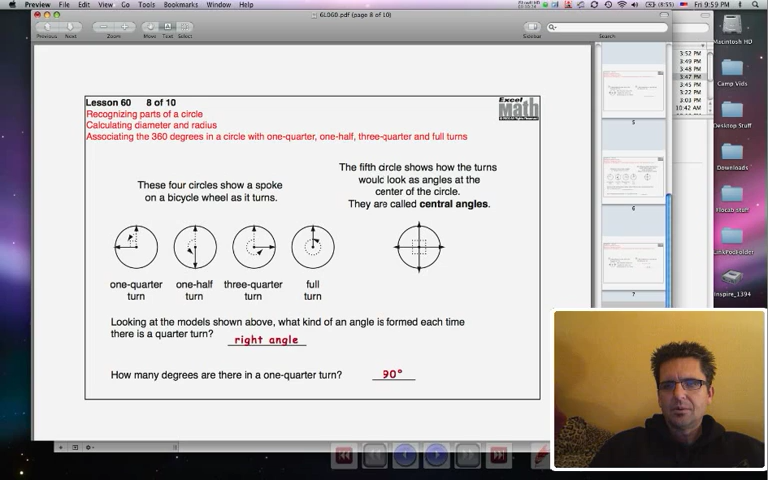 Preview File Edit View Go Tools Bookmarks Window Help
(8:55) Fri 9:59 PM
6L060.pdf (page 8 of 10)
Previous Next Zoom Move Text Select Sidebar Search
Lesson 60 8 of 10
Excel Math
Recognizing parts of a circle
Calculating diameter and radius
Associating the 360 degrees in a circle with one-quarter, one-half, three-quarter and full turns
These four circles show a spoke
on a bicycle wheel as it turns.
The fifth circle shows how the turns
would look as angles at the
center of the circle.
They are called central angles.
one-quarter turn
one-half turn
three-quarter turn
full turn
Looking at the models shown above, what kind of an angle is formed each time
there is a quarter turn? right angle
How many degrees are there in a one-quarter turn? 90°
5
6
7
3:52 PM
3:49 PM
3:48 PM
3:47 PM
3:45 PM
3:22 PM
3:03 PM
10:42 AM
Macintosh HD
Camp Vids
Desktop Stuff
Downloads
Flocab stuff
LinkPodFolder
Inspire_1394